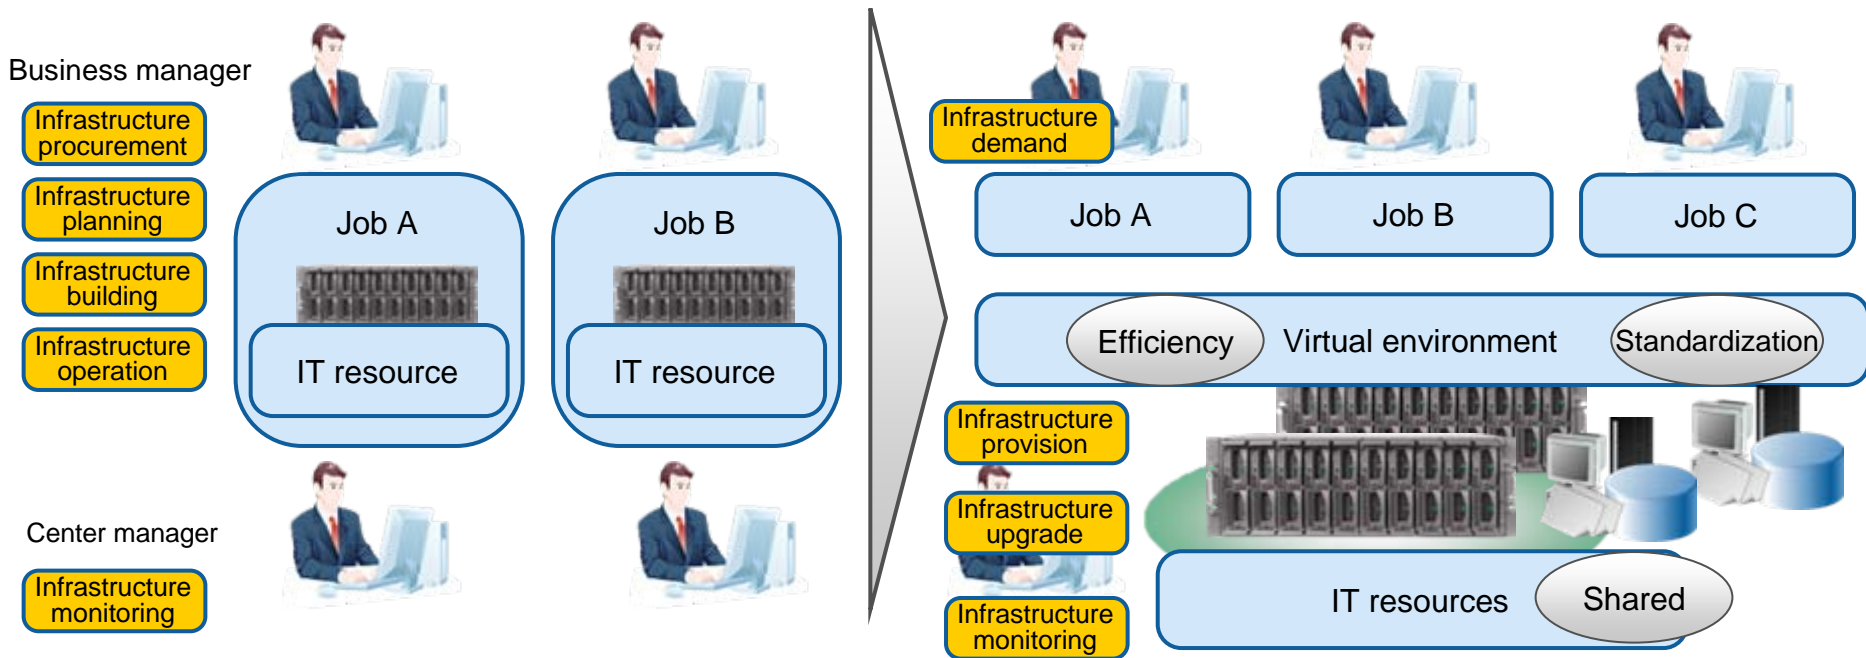 Business manager
Infrastructure
procurement
Infrastructure
planning
Infrastructure
building
Infrastructure
operation
Job A
IT resource
Job B
IT resource
Center manager
Infrastructure
monitoring
Infrastructure
demand
Job A
Job B
Job C
Efficiency
Virtual environment
Standardization
Infrastructure
provision
Infrastructure
upgrade
Infrastructure
monitoring
IT resources
Shared